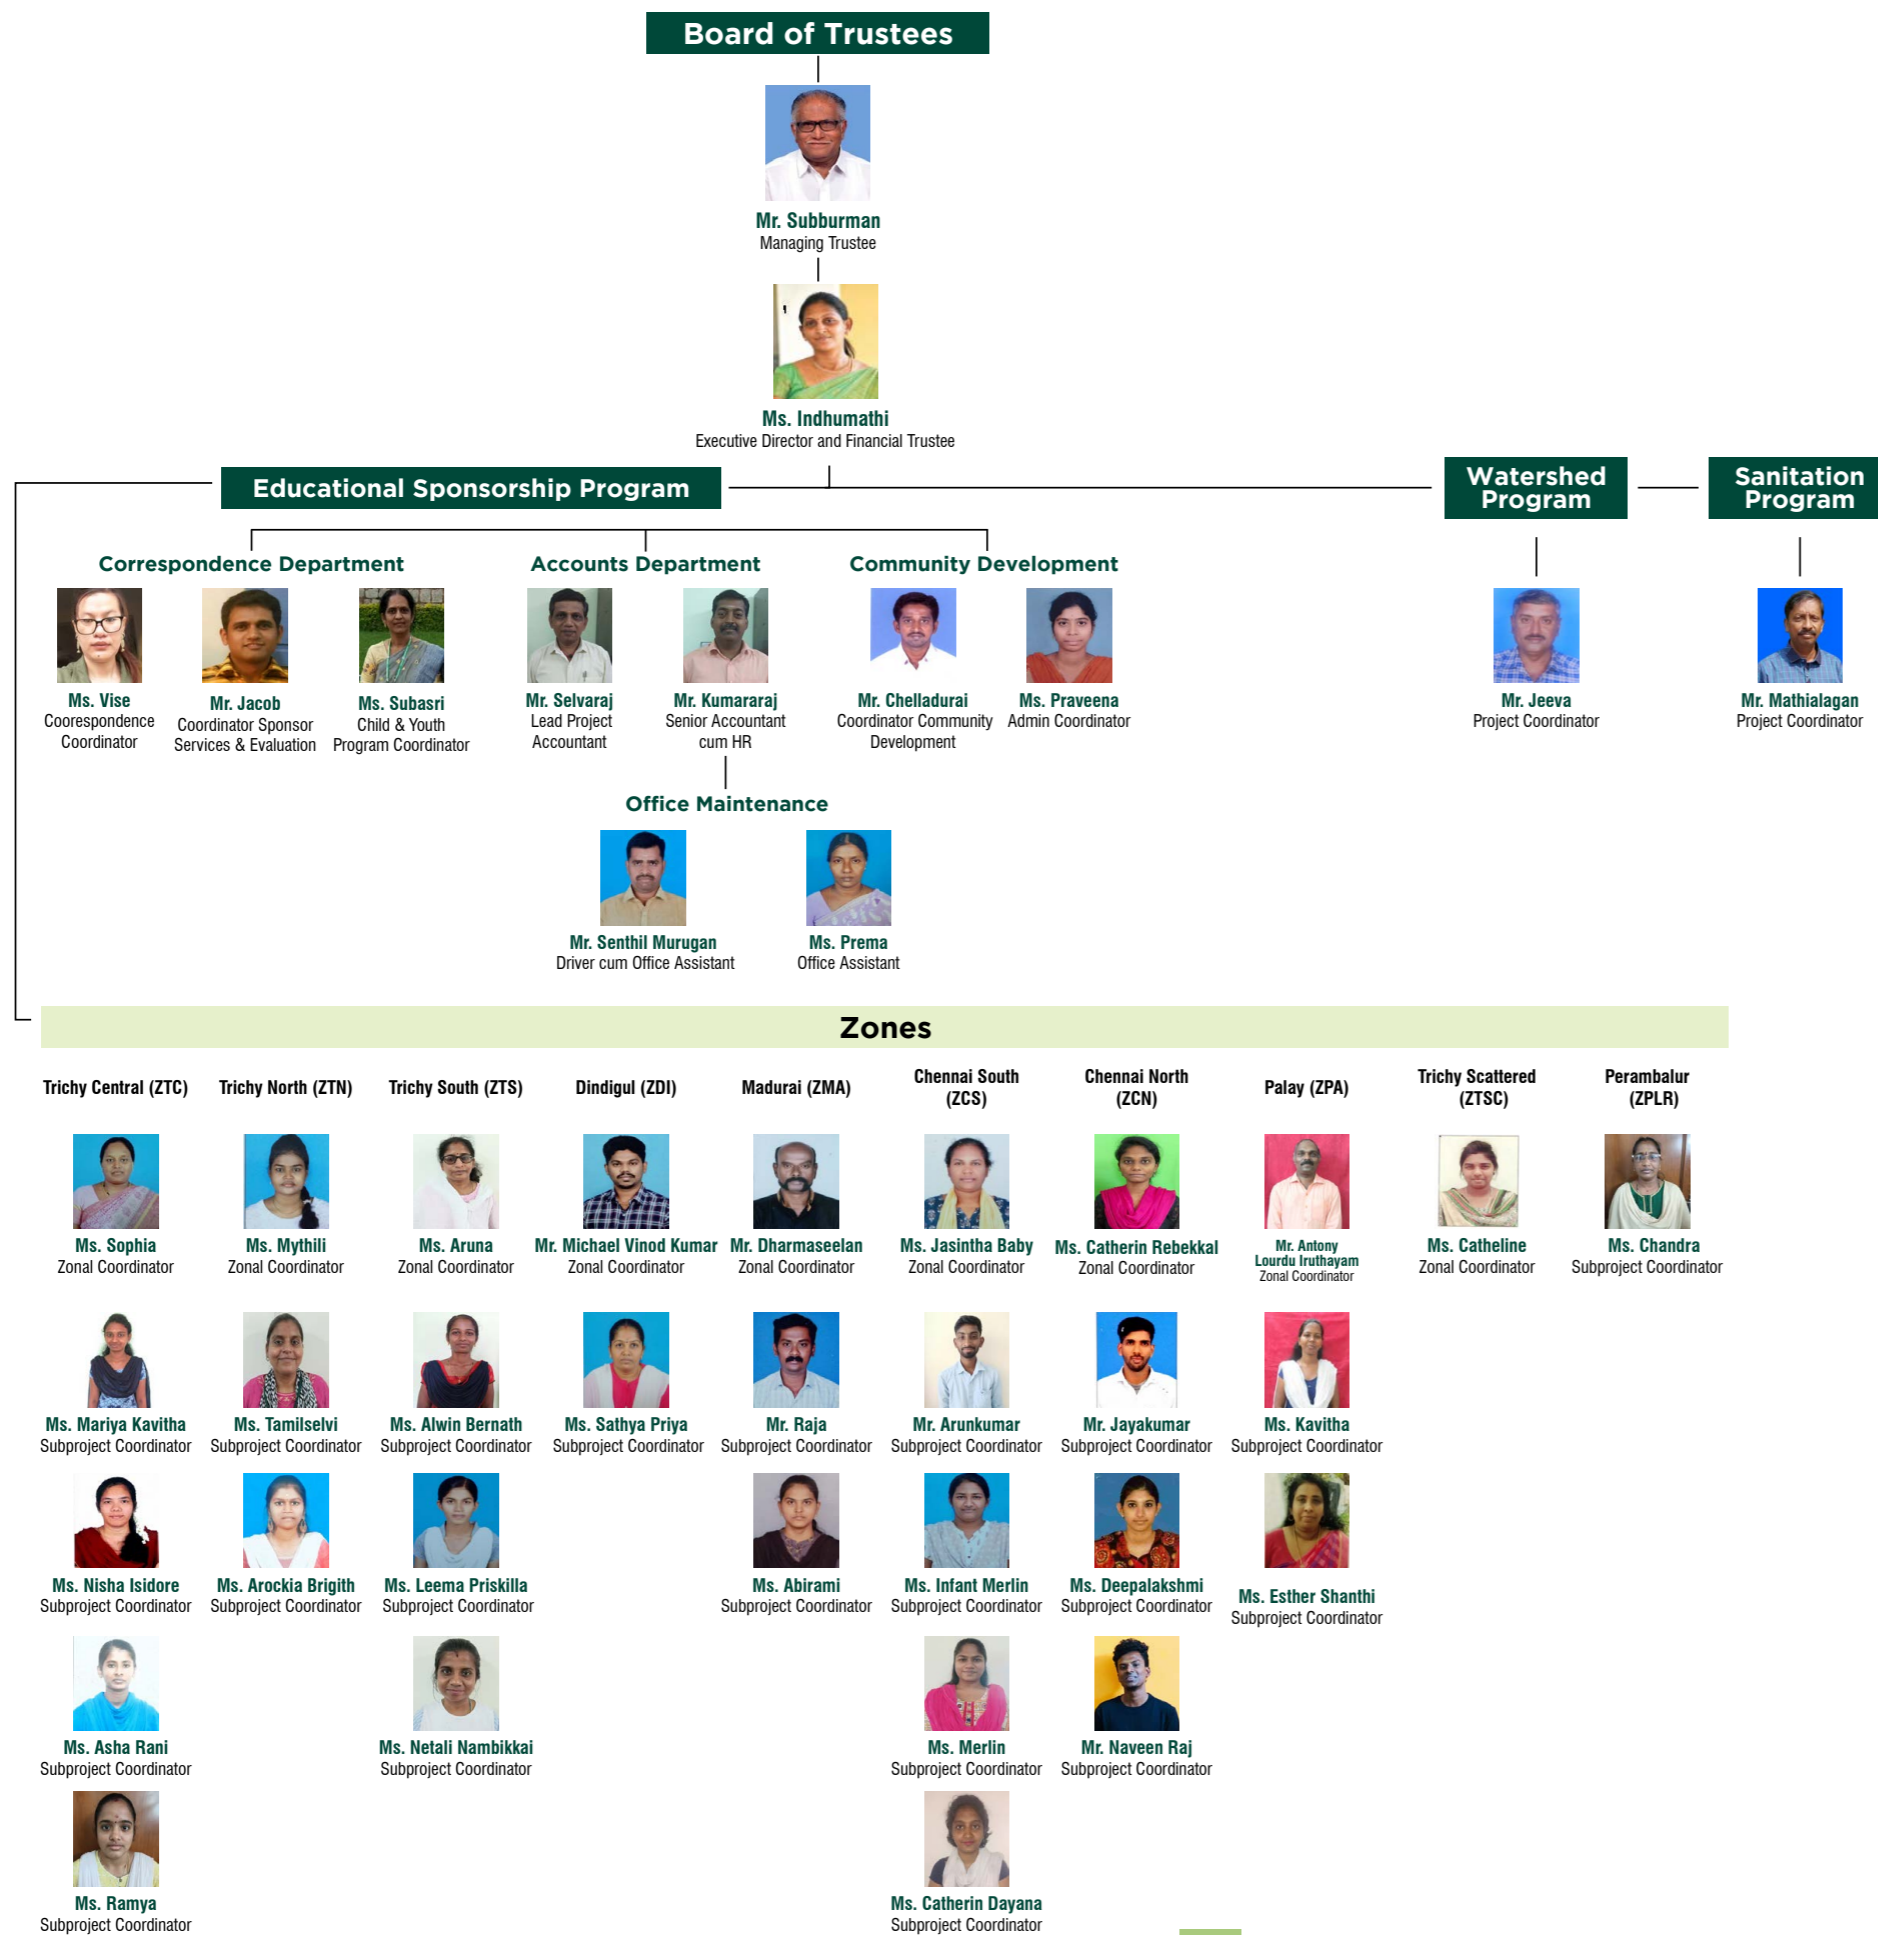 Board of Trustees
Mr. Subburman
Managing Trustee
Ms. Indhumathi
Executive Director and Financial Trustee
Educational Sponsorship Program
Watershed
Program
Sanitation
Program
Correspondence Department
Accounts Department
Community Development
Ms. Vise
Coorespondence
Coordinator
Mr. Jacob
Coordinator Sponsor
Services & Evaluation
Ms. Subasri
Child & Youth
Program Coordinator
Mr. Selvaraj
Lead Project
Accountant
Mr. Kumararaj
Senior Accountant
cum HR
Mr. Chelladurai
Coordinator Community
Development
Ms. Praveena
Admin Coordinator
Mr. Jeeva
Project Coordinator
Mr. Mathialagan
Project Coordinator
Office Maintenance
Mr. Senthil Murugan
Driver cum Office Assistant
Ms. Prema
Office Assistant
Zones
Trichy Central (ZTC)
Trichy North (ZTN)
Trichy South (ZTS)
Dindigul (ZDI)
Madurai (ZMA)
Chennai South
(ZCS)
Chennai North
(ZCN)
Palay (ZPA)
Trichy Scattered
(ZTSC)
Perambalur
(ZPLR)
Ms. Sophia
Zonal Coordinator
Ms. Mythili
Zonal Coordinator
Ms. Aruna
Zonal Coordinator
Mr. Michael Vinod Kumar
Zonal Coordinator
Mr. Dharmaseelan
Zonal Coordinator
Ms. Jasintha Baby
Zonal Coordinator
Ms. Catherin Rebekkal
Zonal Coordinator
Mr. Antony
Lourdu Iruthayam
Zonal Coordinator
Ms. Catheline
Zonal Coordinator
Ms. Chandra
Subproject Coordinator
Ms. Mariya Kavitha
Subproject Coordinator
Ms. Tamilselvi
Subproject Coordinator
Ms. Alwin Bernath
Subproject Coordinator
Ms. Sathya Priya
Subproject Coordinator
Mr. Raja
Subproject Coordinator
Mr. Arunkumar
Subproject Coordinator
Mr. Jayakumar
Subproject Coordinator
Ms. Kavitha
Subproject Coordinator
Ms. Nisha Isidore
Subproject Coordinator
Ms. Arockia Brigith
Subproject Coordinator
Ms. Leema Priskilla
Subproject Coordinator
Ms. Abirami
Subproject Coordinator
Ms. Infant Merlin
Subproject Coordinator
Ms. Deepalakshmi
Subproject Coordinator
Ms. Esther Shanthi
Subproject Coordinator
Ms. Asha Rani
Subproject Coordinator
Ms. Netali Nambikkai
Subproject Coordinator
Ms. Merlin
Subproject Coordinator
Mr. Naveen Raj
Subproject Coordinator
Ms. Ramya
Subproject Coordinator
Ms. Catherin Dayana
Subproject Coordinator